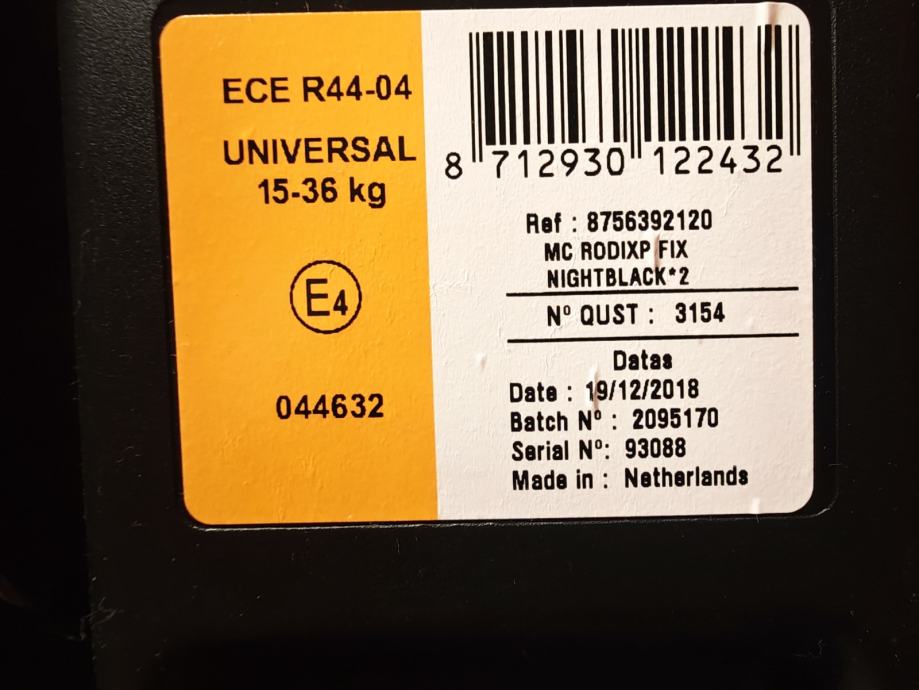 ECE R44-04
UNIVERSAL
15-36 kg
E4
044632
8 712930 122432
Ref : 8756392120
MC RODIXP FIX
NIGHTBLACK*2
Nº QUST : 3154
Datas
Date : 19/12/2018
Batch Nº : 2095170
Serial Nº: 93088
Made in : Netherlands